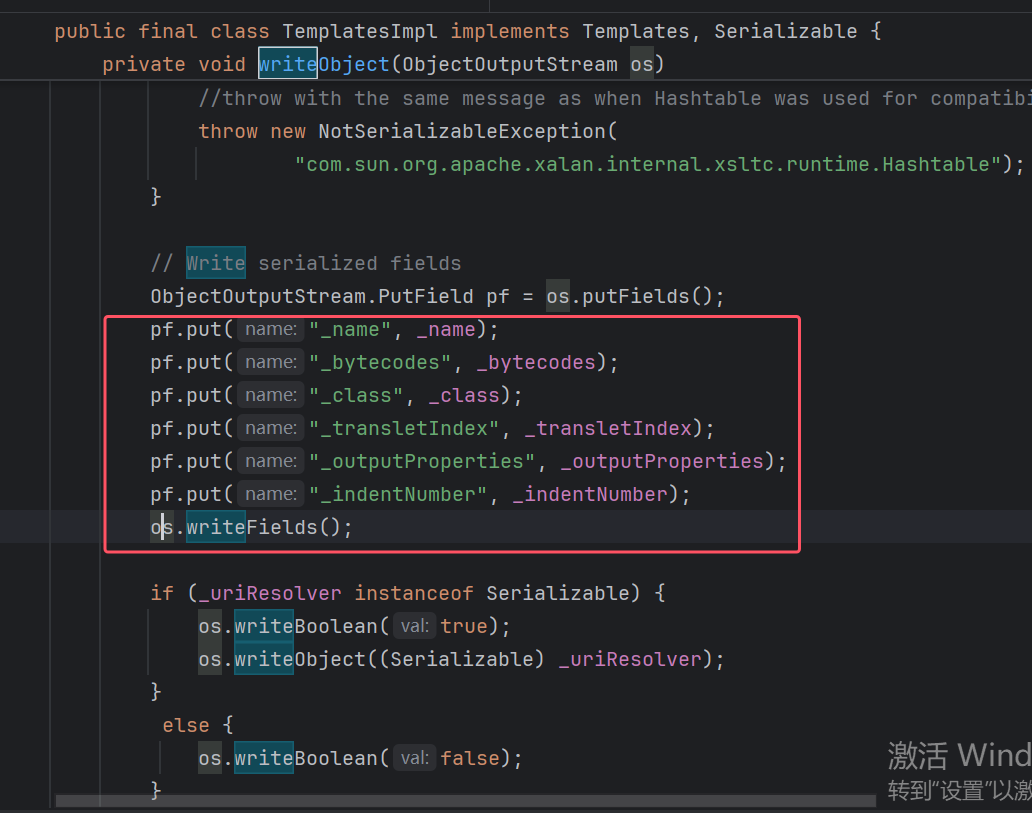 public final class TemplatesImpl implements Templates, Serializable {
    private void writeObject(ObjectOutputStream os)
            //throw with the same message as when Hashtable was used for compatibi
            throw new NotSerializableException(
                    "com.sun.org.apache.xalan.internal.xsltc.runtime.Hashtable");
        }
        // Write serialized fields
        ObjectOutputStream.PutField pf = os.putFields();
        pf.put( name: "_name", _name);
        pf.put( name: "_bytecodes", _bytecodes);
        pf.put( name: "_class", _class);
        pf.put( name: "_transletIndex", _transletIndex);
        pf.put( name: "_outputProperties", _outputProperties);
        pf.put( name: "_indentNumber", _indentNumber);
        os.writeFields();
        if (_uriResolver instanceof Serializable) {
            os.writeBoolean( val: true);
            os.writeObject((Serializable) _uriResolver);
        }
         else {
            os.writeBoolean( val: false);
        }
激活 Wind
转到“设置”以激